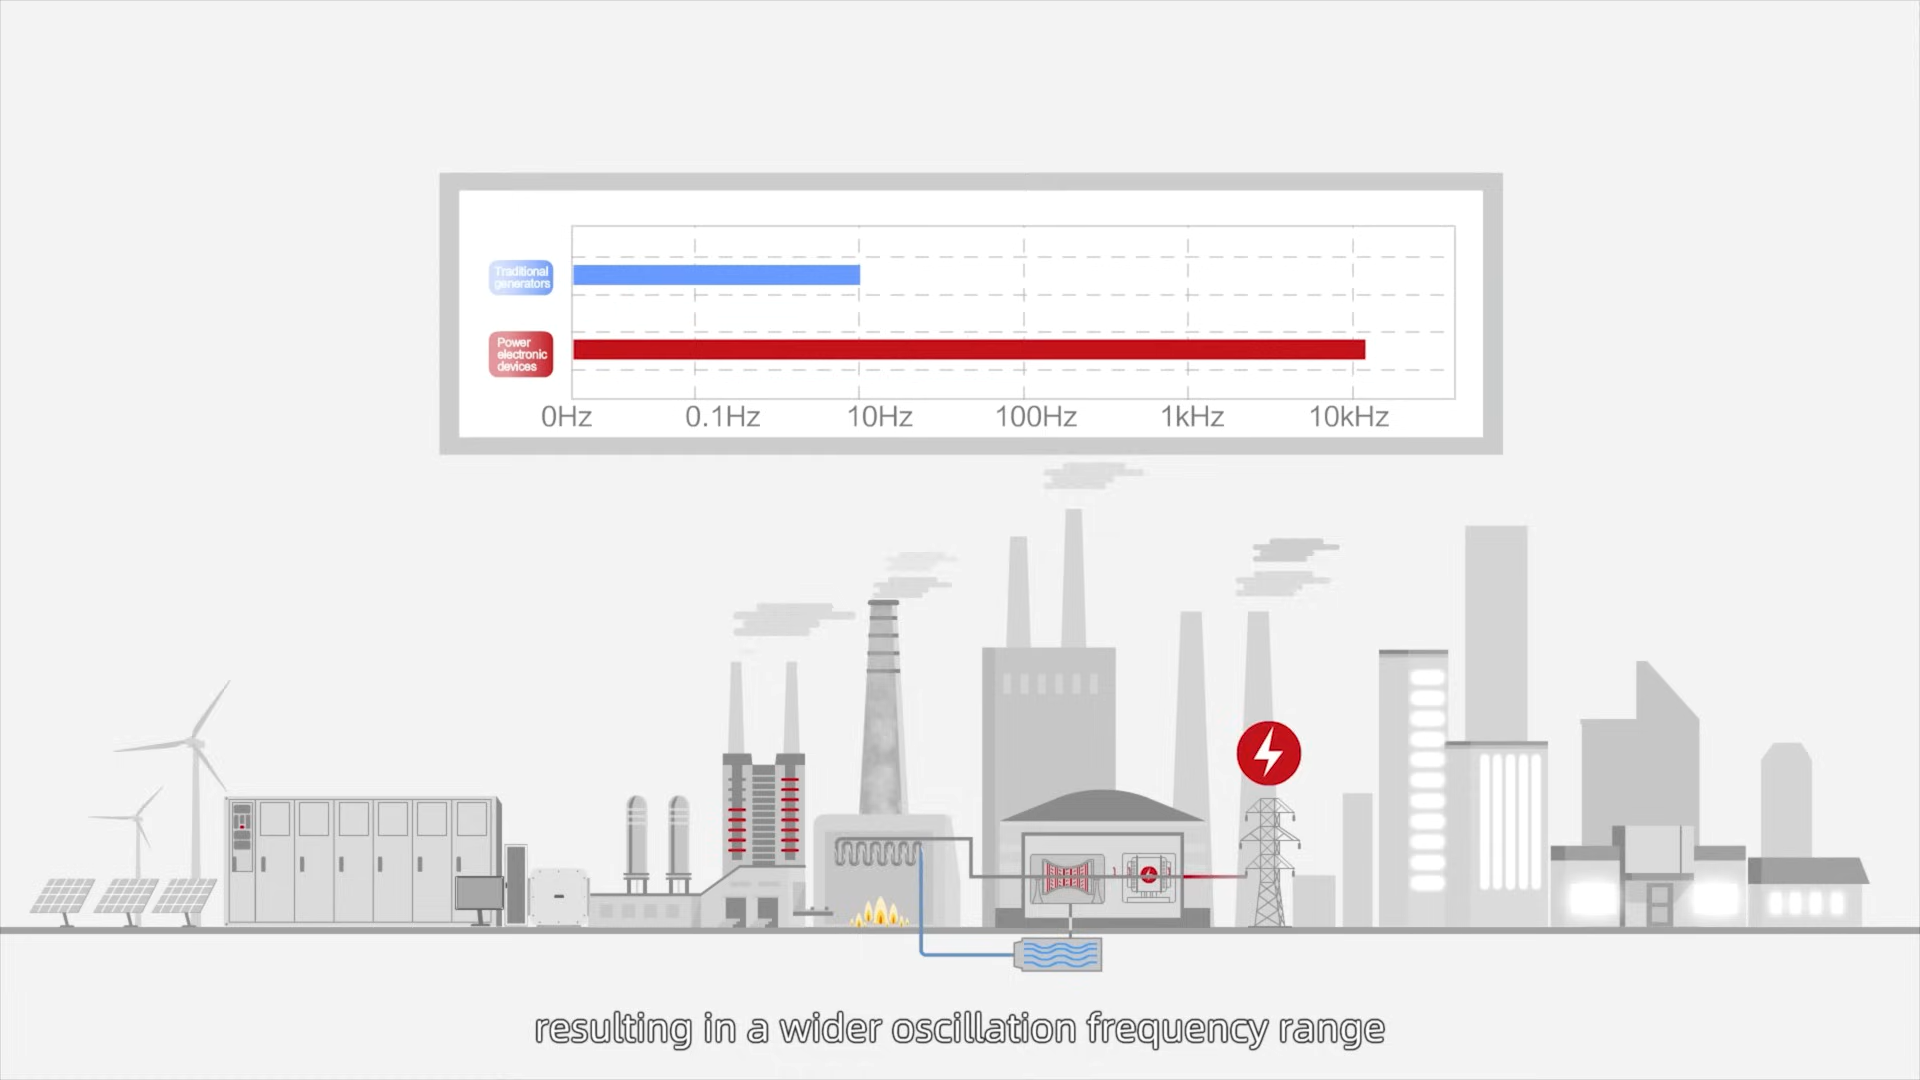 Traditional
generators
Power
electronic
devices
0Hz 0.1Hz 10Hz 100Hz 1kHz 10kHz
resulting in a wider oscillation frequency range